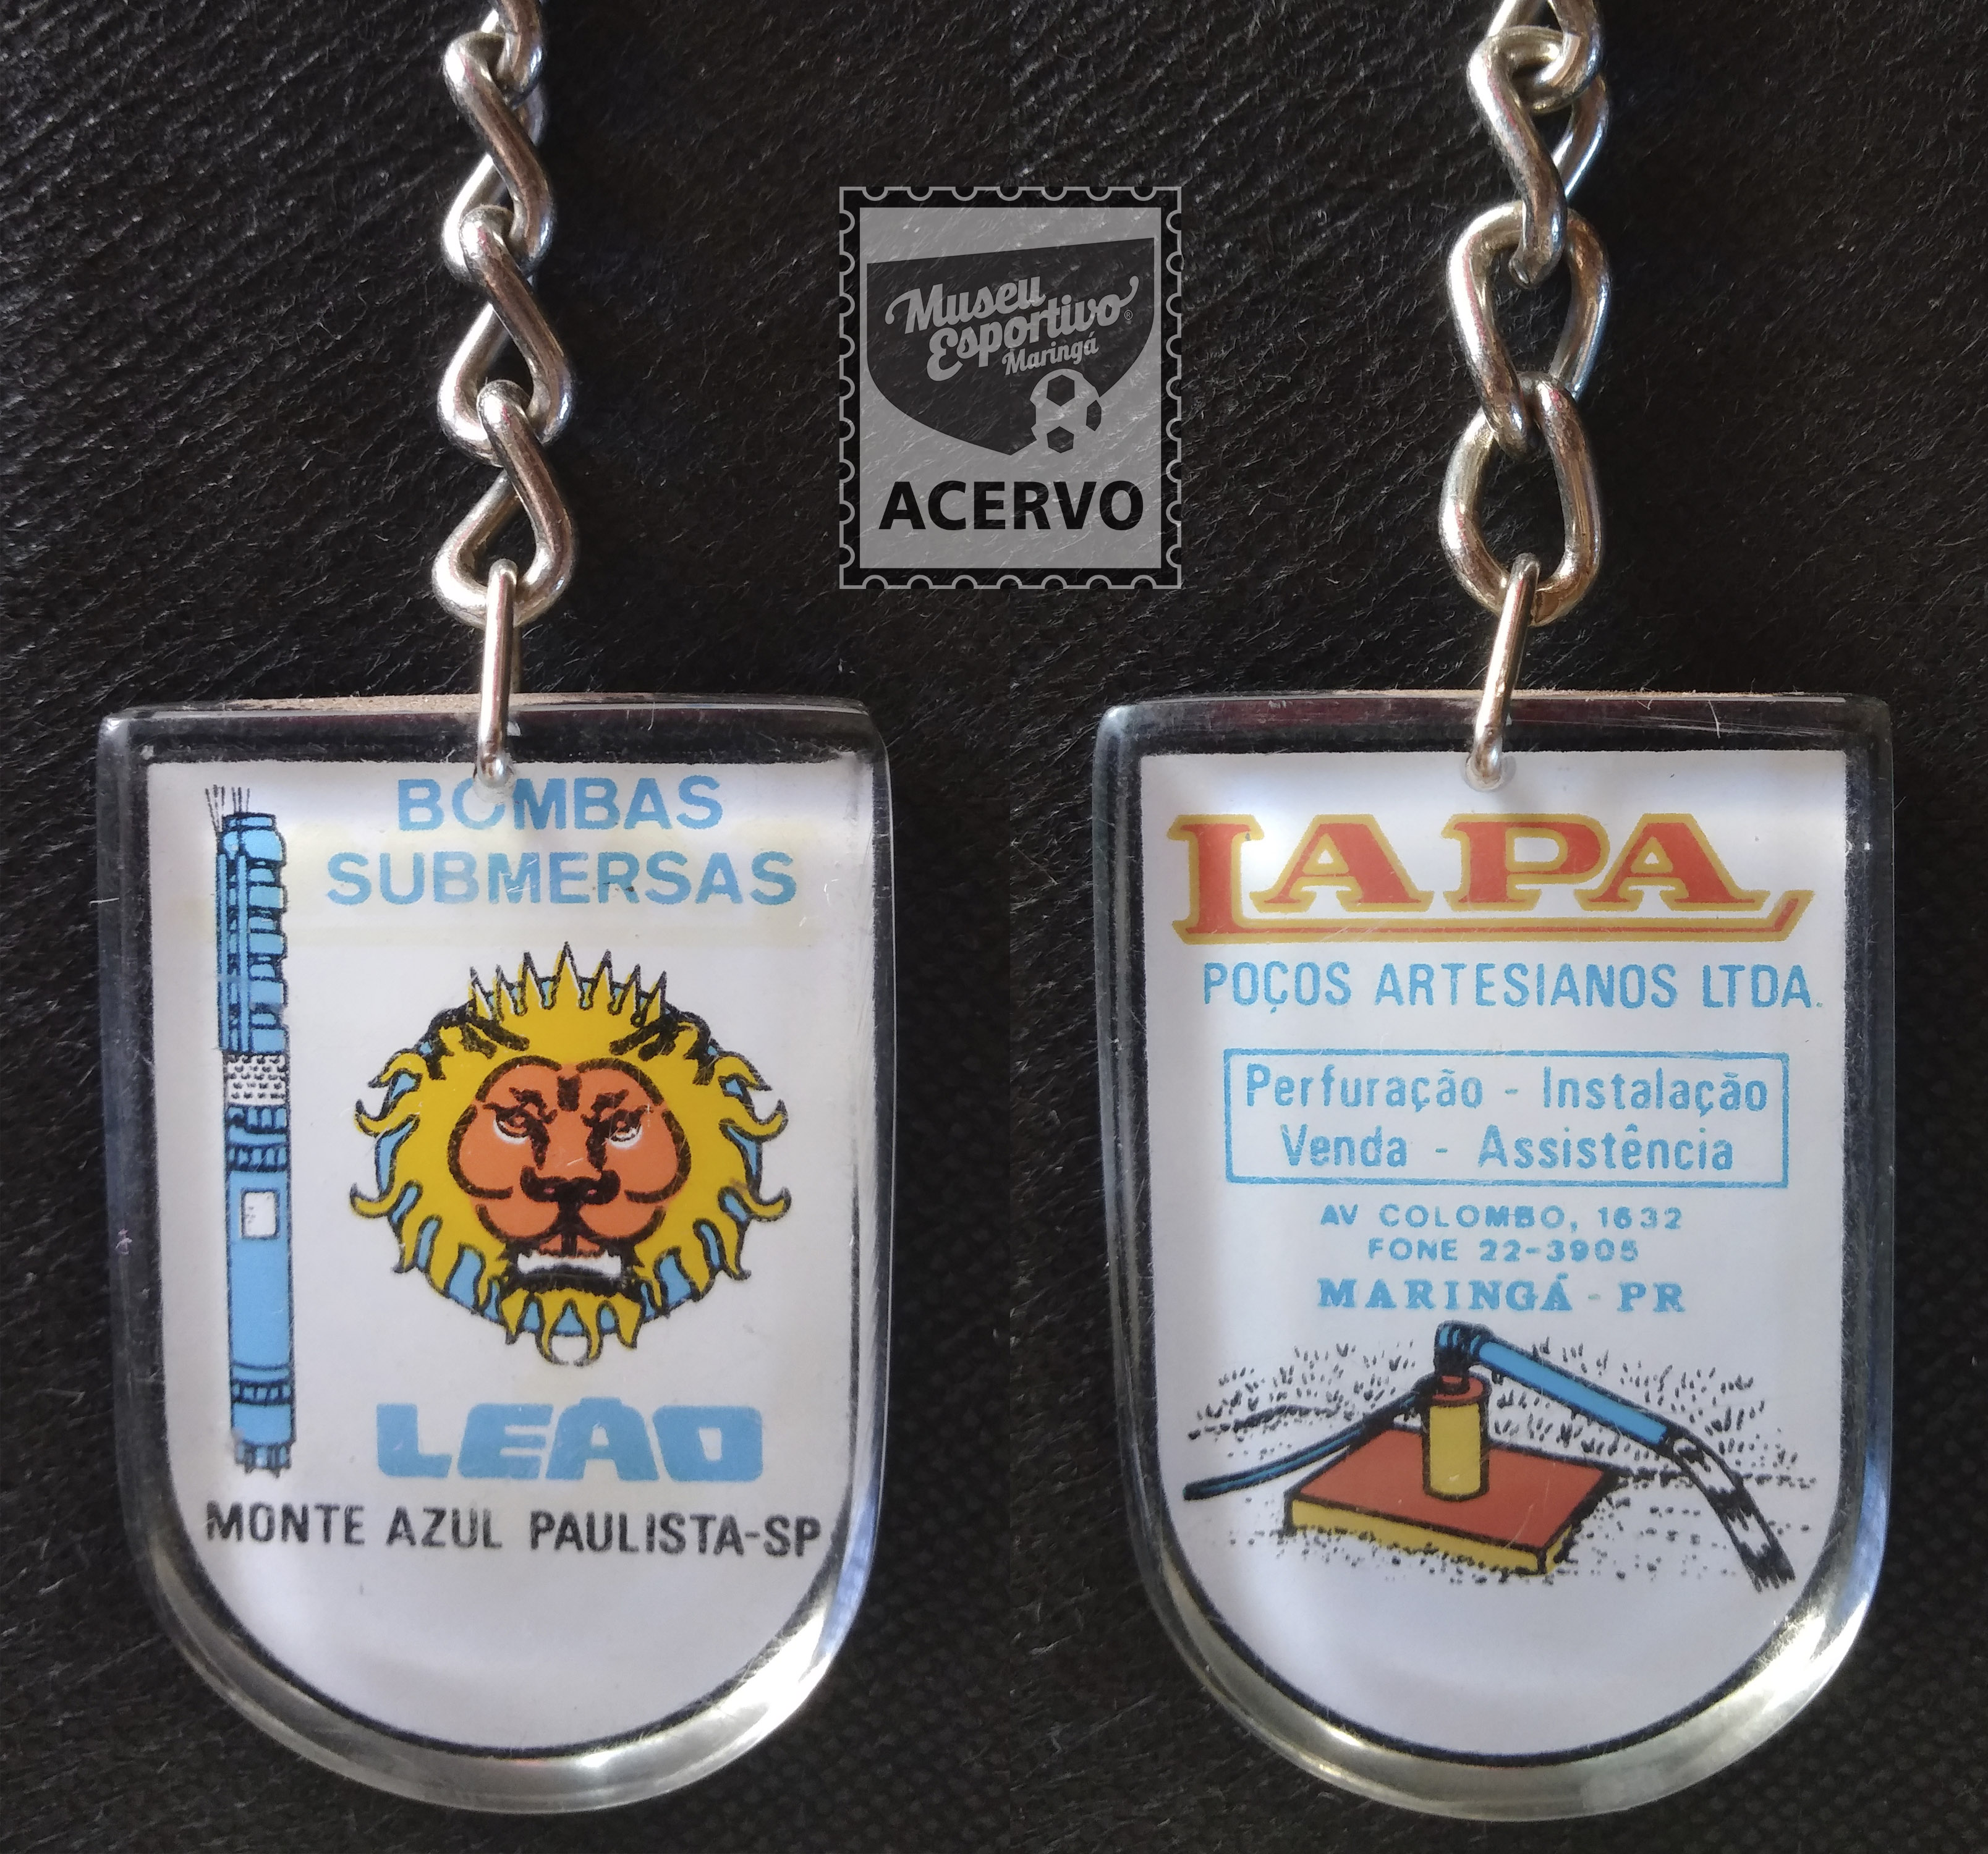 Museu
Esportivo®
Maringá
ACERVO
BOMBAS
SUBMERSAS
LEÃO
MONTE AZUL PAULISTA-SP
LAPA
POÇOS ARTESIANOS LTDA.
Perfuração - Instalação
Venda - Assistência
AV COLOMBO, 1632
FONE 22-3905
MARINGÁ - PR